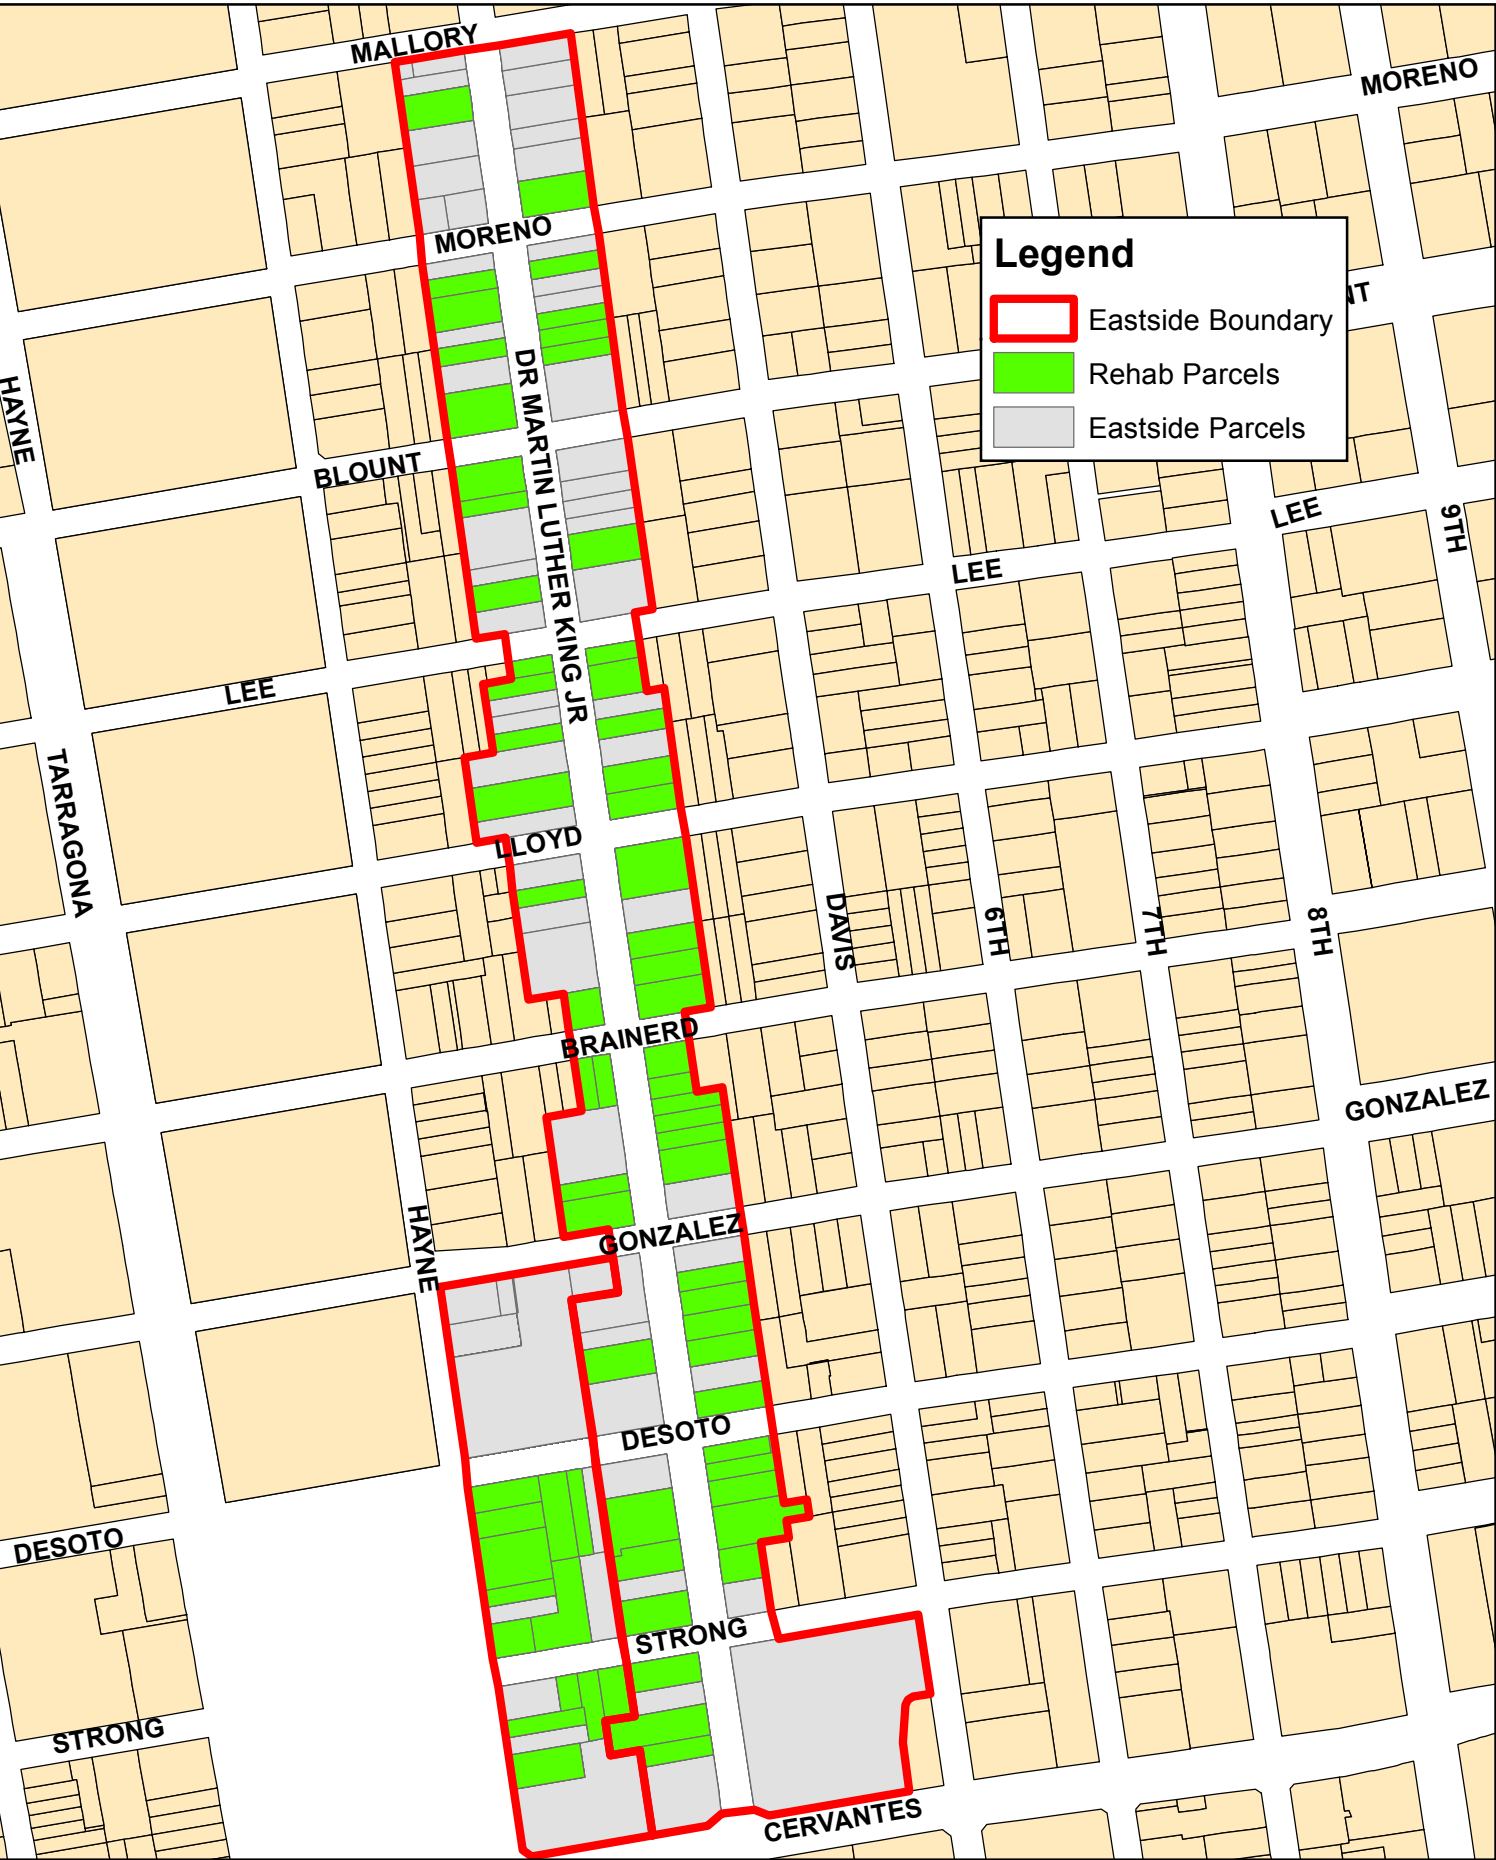 MALLORY
MORENO
MORENO
Legend
Eastside Boundary
Rehab Parcels
Eastside Parcels
NT
HAYNE
DR MARTIN LUTHER KING JR
BLOUNT
LEE
9TH
LEE
LEE
TARRAGONA
LLOYD
DAVIS
6TH
7TH
8TH
BRAINERD
GONZALEZ
HAYNE
GONZALEZ
DESOTO
DESOTO
STRONG
STRONG
CERVANTES